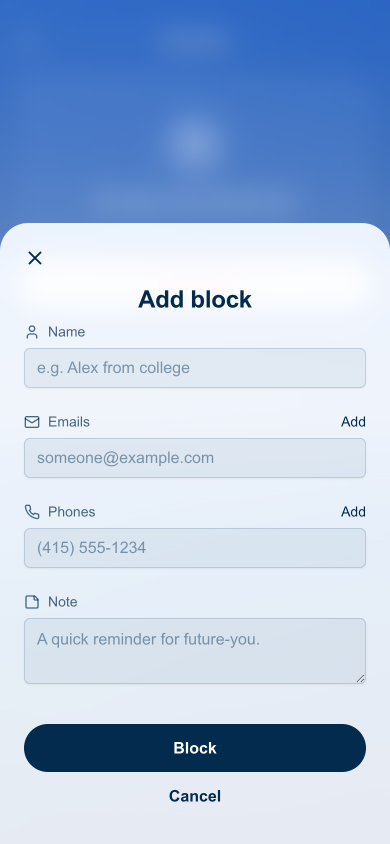 Add block
Name
e.g. Alex from college
Emails
Add
someone@example.com
Phones
Add
(415) 555-1234
Note
A quick reminder for future-you.
Block
Cancel